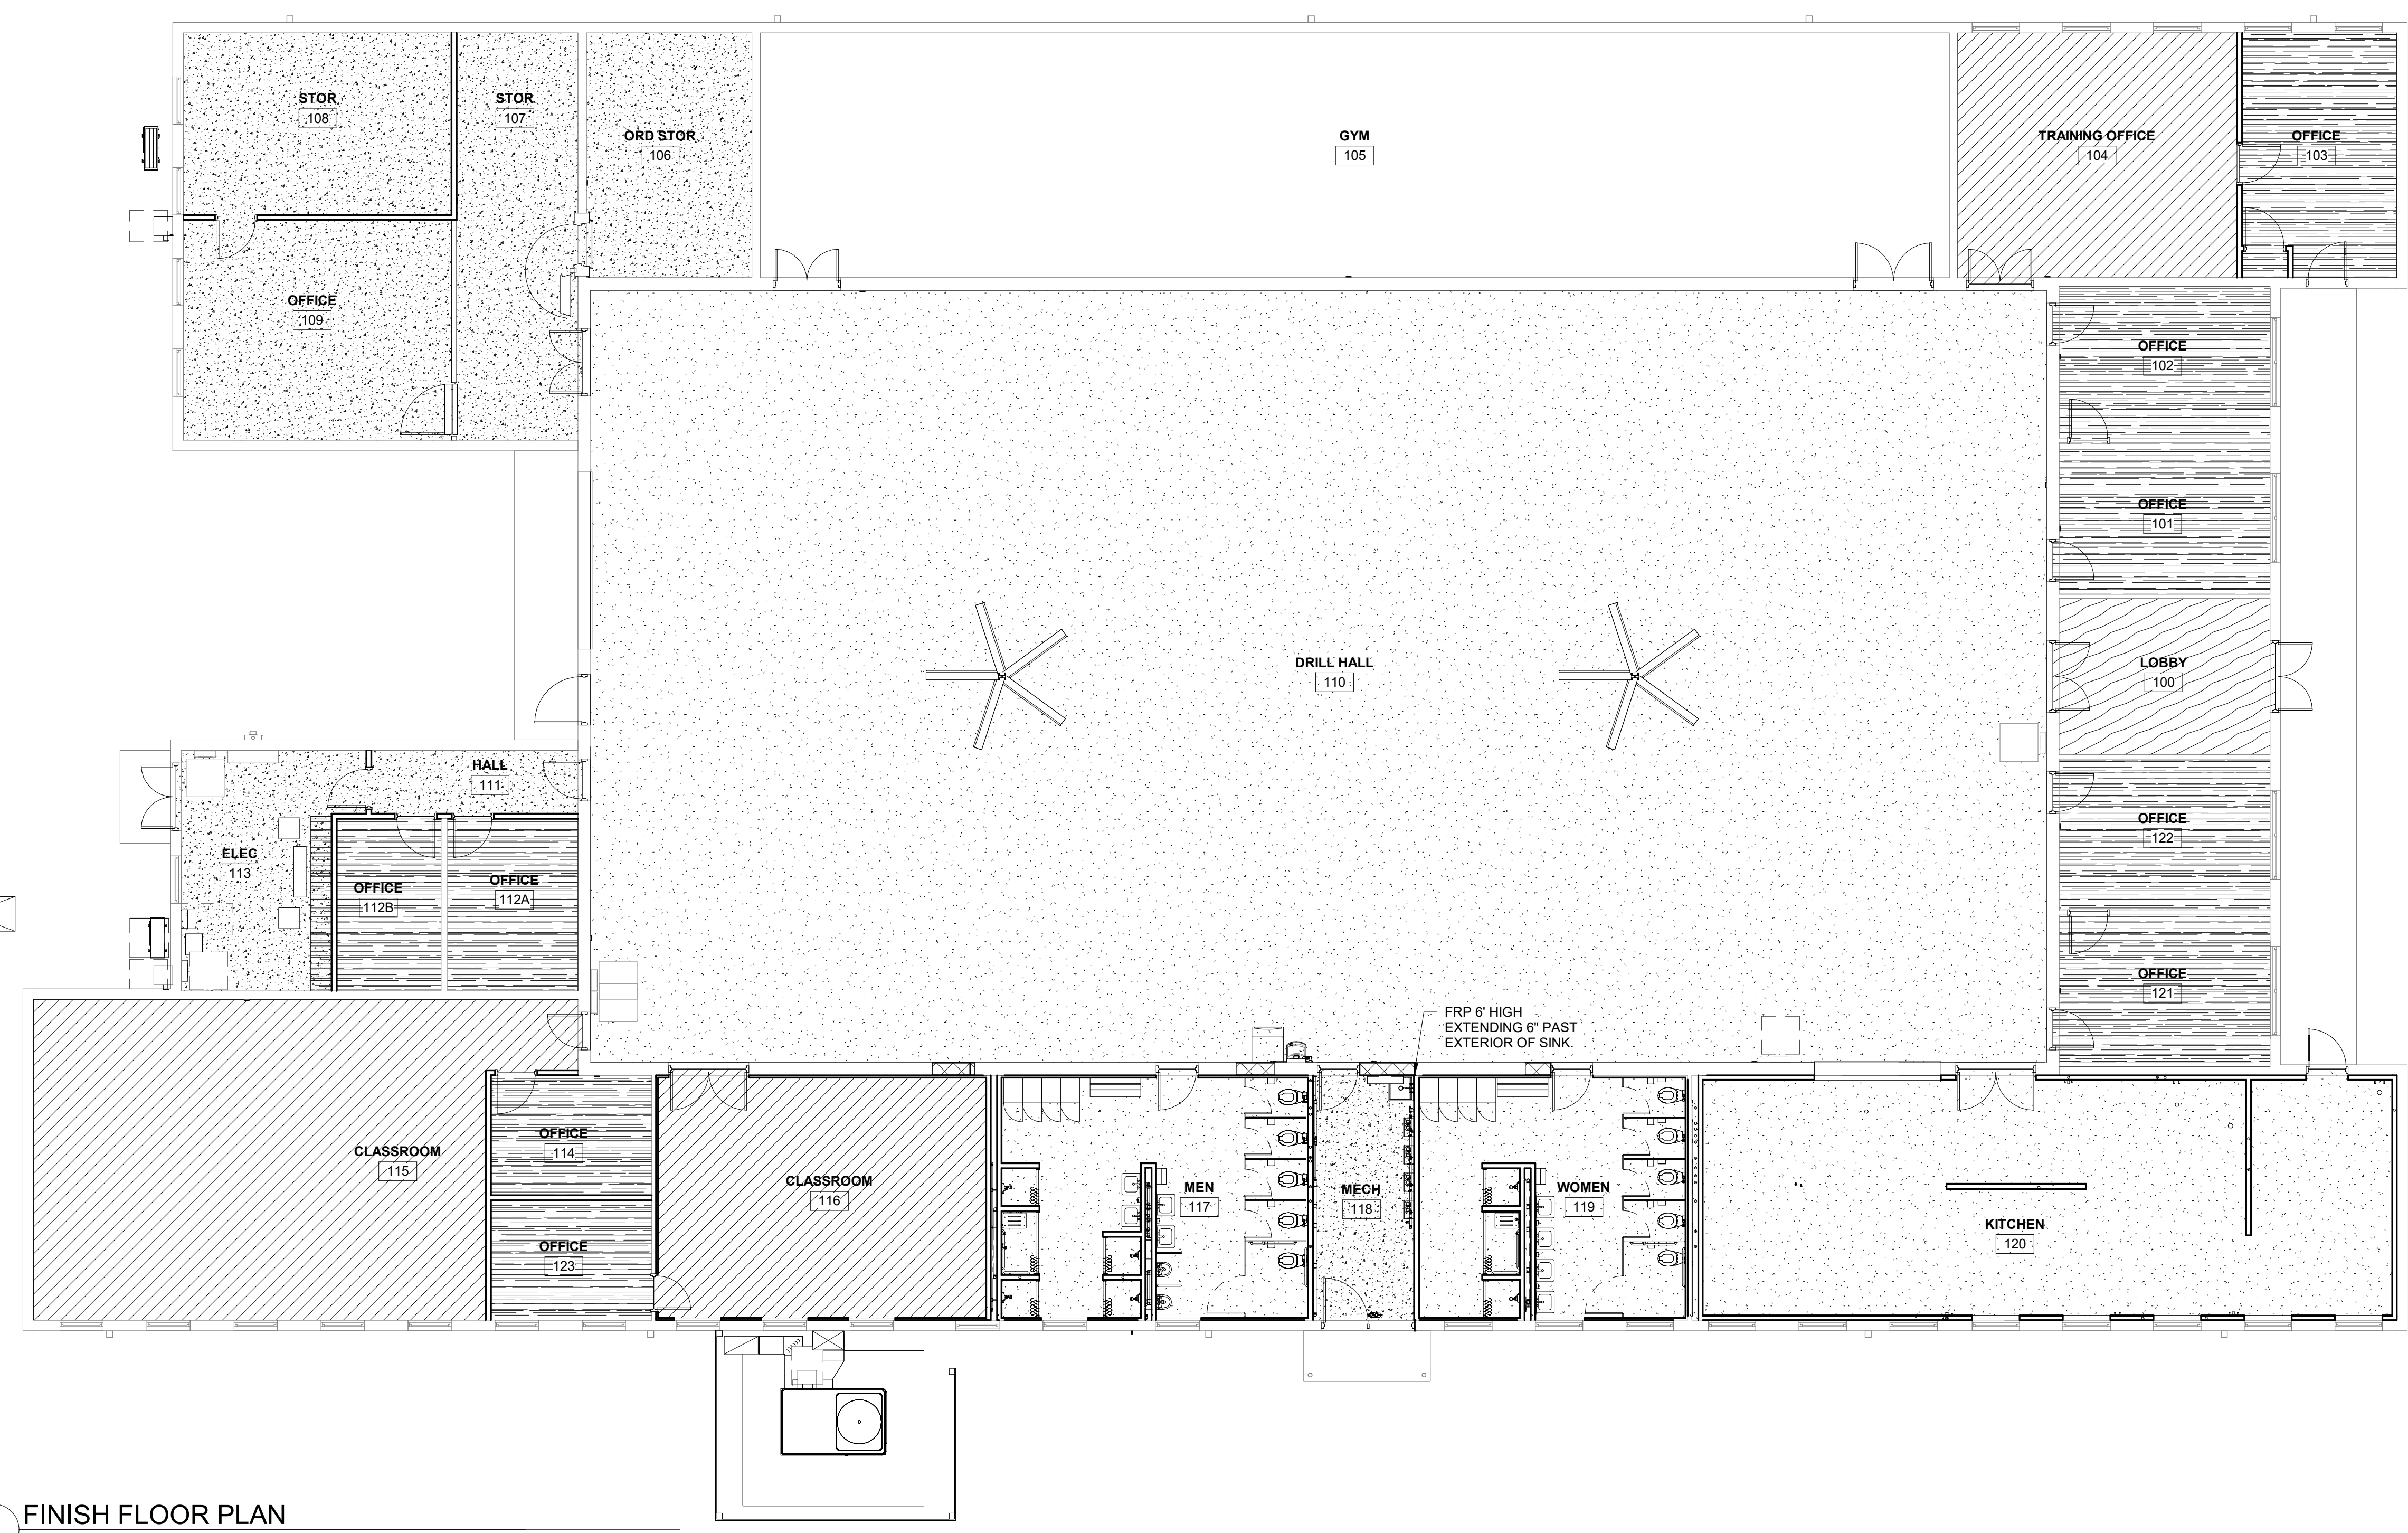 STOR
108
STOR
107
ORD STOR
106
GYM
105
TRAINING OFFICE
104
OFFICE
103
OFFICE
109
OFFICE
102
OFFICE
101
DRILL HALL
110
LOBBY
100
HALL
111
ELEC
113
OFFICE
112B
OFFICE
112A
OFFICE
122
OFFICE
121
FRP 6' HIGH
EXTENDING 6" PAST
EXTERIOR OF SINK.
CLASSROOM
115
OFFICE
114
OFFICE
123
CLASSROOM
116
MEN
117
MECH
118
WOMEN
119
KITCHEN
120
FINISH FLOOR PLAN